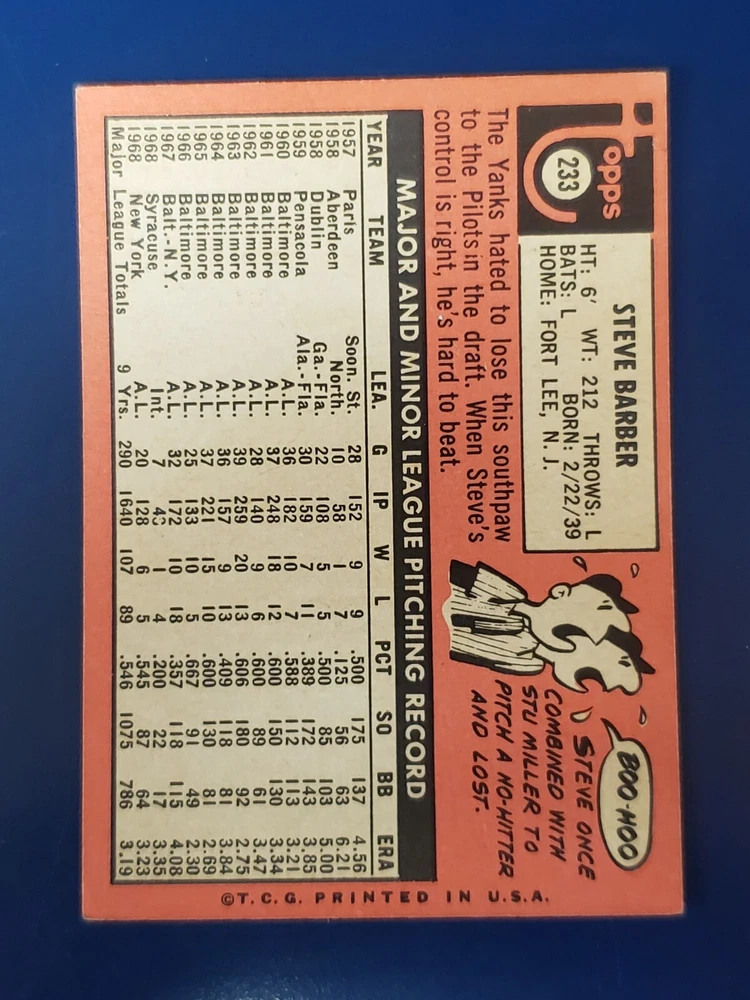 Topps
233
STEVE BARBER
HT: 6' WT: 212 THROWS: L
BATS: L BORN: 2/22/39
HOME: FORT LEE, N.J.
The Yanks hated to lose this southpaw
to the Pilots in the draft. When Steve's
control is right, he's hard to beat.
BOO-HOO
STEVE ONCE
COMBINED WITH
STU MILLER TO
PITCH A NO-HITTER
AND LOST.
MAJOR AND MINOR LEAGUE PITCHING RECORD
YEAR TEAM LEA. G IP W L PCT SO BB ERA
1957 Paris Soon. St. 28 152 9 9 .500 175 137 4.56
1958 Aberdeen North. 10 58 1 7 .125 56 63 6.21
1958 Dublin Ga.-Fla. 22 108 5 5 .500 85 103 5.00
1959 Pensacola Ala.-Fla. 30 159 7 11 .389 172 143 3.85
1960 Baltimore A.L. 36 182 10 7 .588 112 113 3.21
1961 Baltimore A.L. 37 248 18 12 .600 150 130 3.34
1962 Baltimore A.L. 28 140 9 6 .600 89 61 3.47
1963 Baltimore A.L. 39 259 20 13 .606 180 92 2.75
1964 Baltimore A.L. 36 157 9 13 .409 118 81 3.84
1965 Baltimore A.L. 37 221 15 10 .600 130 81 2.69
1966 Baltimore A.L. 25 133 10 5 .667 91 49 2.30
1967 Balt.-N.Y. A.L. 32 172 10 18 .357 118 115 4.08
1968 Syracuse Int. 7 43 1 4 .200 22 17 3.35
1968 New York A.L. 20 128 6 5 .545 87 64 3.23
Major League Totals 9 Yrs. 290 1640 107 89 .546 1075 786 3.19
©T.C.G. PRINTED IN U.S.A.